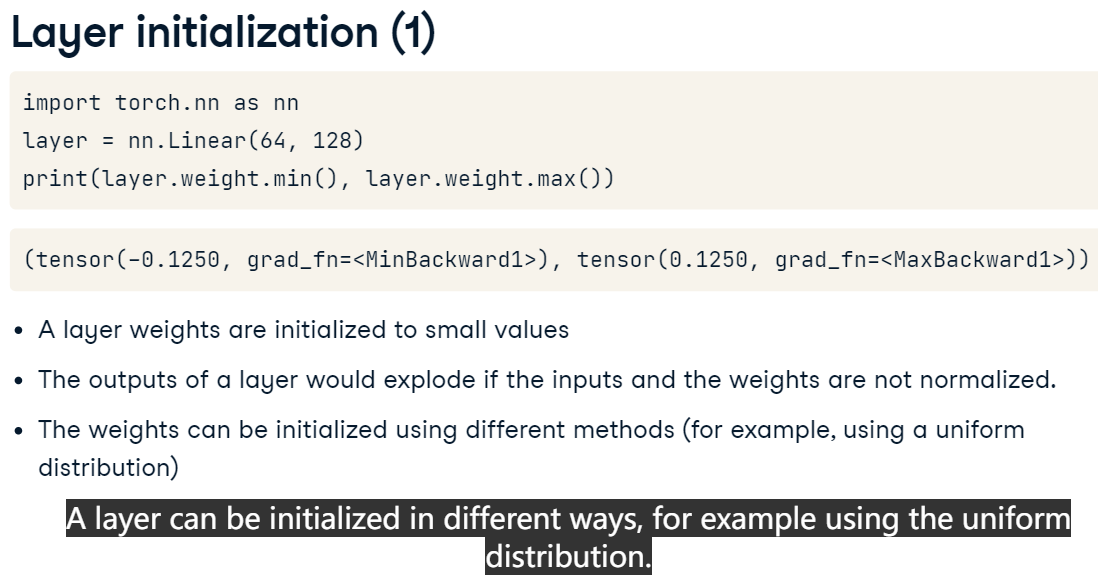 Layer initialization (1)
import torch.nn as nn
layer = nn.Linear(64, 128)
print(layer.weight.min(), layer.weight.max())
(tensor(-0.1250, grad_fn=<MinBackward1>), tensor(0.1250, grad_fn=<MaxBackward1>))
• A layer weights are initialized to small values
• The outputs of a layer would explode if the inputs and the weights are not normalized.
• The weights can be initialized using different methods (for example, using a uniform
distribution)
A layer can be initialized in different ways, for example using the uniform
distribution.